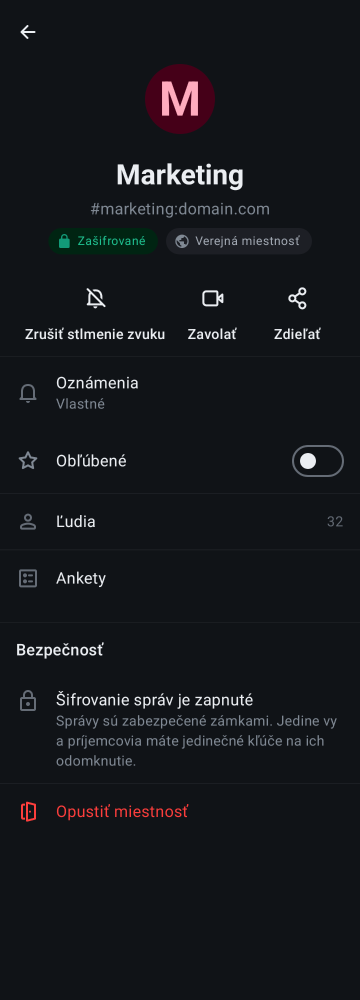 M
Marketing
#marketing:domain.com
Zašifrované
Verejná miestnosť
Zrušiť stlmenie zvuku
Zavolať
Zdieľať
Oznámenia
Vlastné
Obľúbené
Ľudia
32
Ankety
Bezpečnosť
Šifrovanie správ je zapnuté
Správy sú zabezpečené zámkami. Jedine vy
a príjemcovia máte jedinečné kľúče na ich
odomknutie.
Opustiť miestnosť